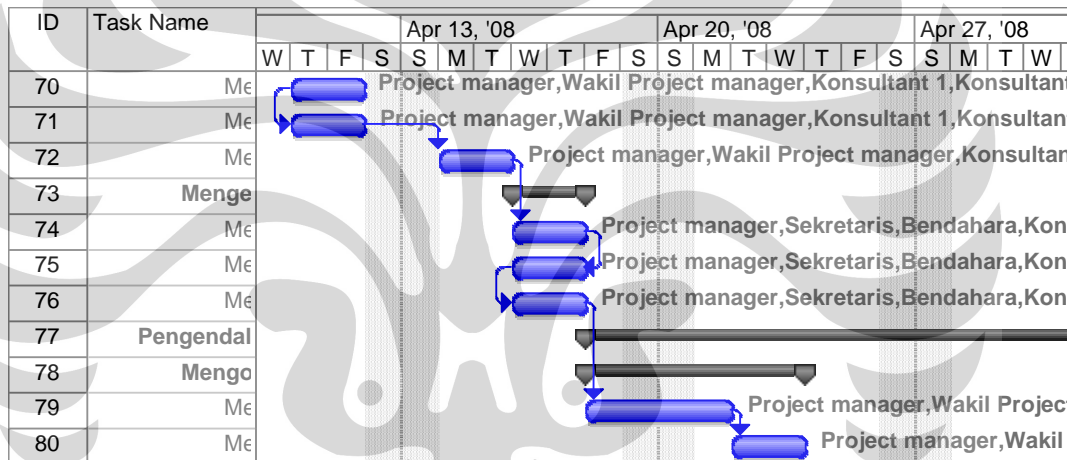 ID Task Name Apr 13, '08 Apr 20, '08 Apr 27, '08
W T F S S M T W T F S S M T W T F S S M T W
70 Me Project manager,Wakil Project manager,Konsultant 1,Konsultant
71 Me Project manager,Wakil Project manager,Konsultant 1,Konsultan
72 Me Project manager,Wakil Project manager,Konsultan
73 Menge
74 Me Project manager,Sekretaris,Bendahara,Kon
75 Me Project manager,Sekretaris,Bendahara,Kon
76 Me Project manager,Sekretaris,Bendahara,Kon
77 Pengendal
78 Mengo
79 Me Project manager,Wakil Project
80 Me Project manager,Wakil